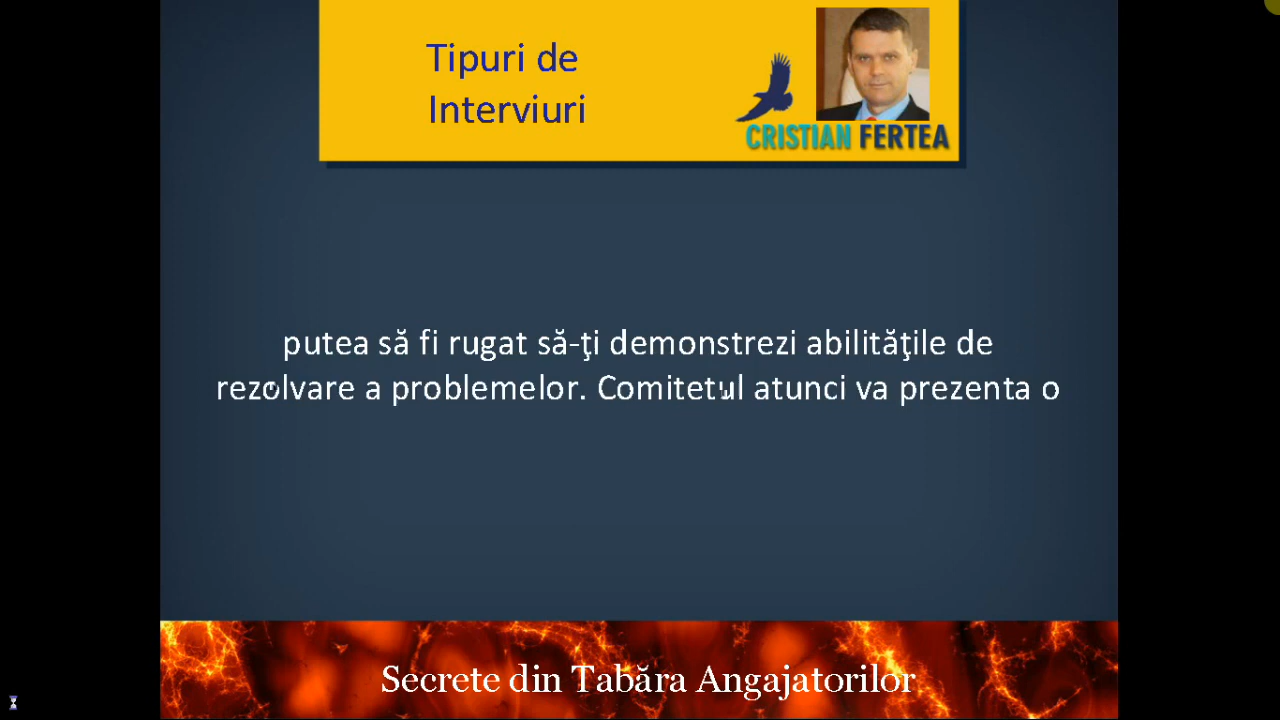 Tipuri de
Interviuri
CRISTIAN FERTEA
putea să fi rugat să-ţi demonstrezi abilităţile de
rezolvare a problemelor. Comitetul atunci va prezenta o
Secrete din Tabăra Angajatorilor